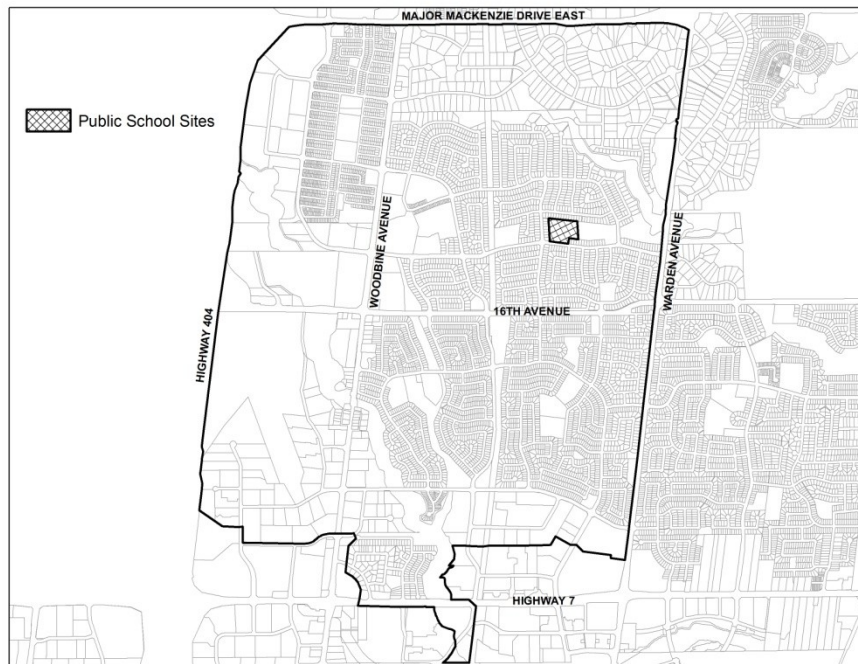 MAJOR MACKENZIE DRIVE EAST
Public School Sites
WOODBINE AVENUE
WARDEN AVENUE
16TH AVENUE
HIGHWAY 404
HIGHWAY 7